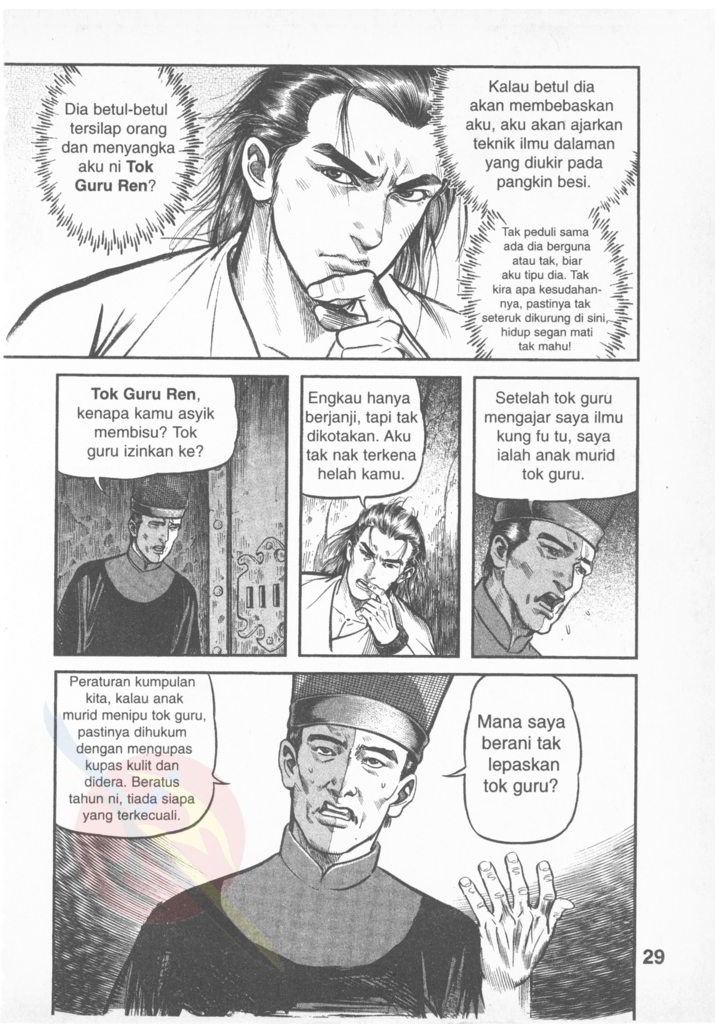 Dia betul-betul
tersilap orang
dan menyangka
aku ni Tok
Guru Ren?
Kalau betul dia
akan membebaskan
aku, aku akan ajarkan
teknik ilmu dalaman
yang diukir pada
pangkin besi.
Tak peduli sama
ada dia berguna
atau tak, biar
aku tipu dia. Tak
kira apa kesudahan-
nya, pastinya tak
seteruk dikurung di sini,
hidup segan mati
tak mahu!
Tok Guru Ren,
kenapa kamu asyik
membisu? Tok
guru izinkan ke?
Engkau hanya
berjanji, tapi tak
dikotakan. Aku
tak nak terkena
helah kamu.
Setelah tok guru
mengajar saya ilmu
kung fu tu, saya
ialah anak murid
tok guru.
Peraturan kumpulan
kita, kalau anak
murid menipu tok guru,
pastinya dihukum
dengan mengupas
kupas kulit dan
didera. Beratus
tahun ni, tiada siapa
yang terkecuali.
Mana saya
berani tak
lepaskan
tok guru?
29